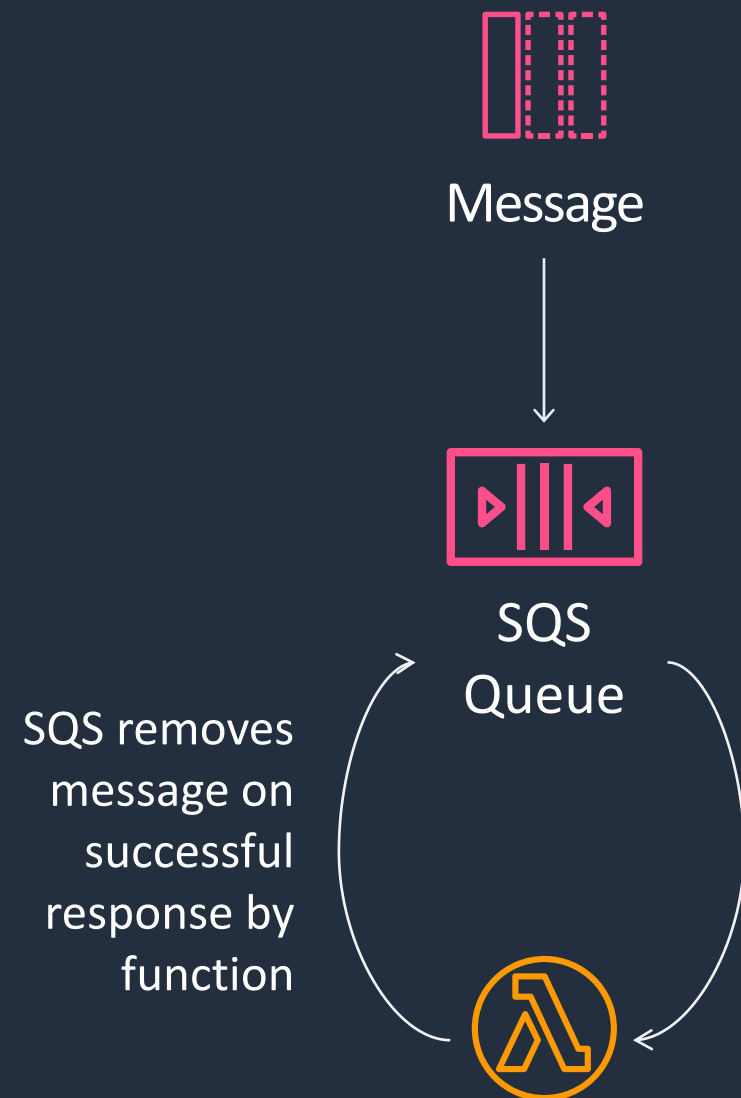 Message
SQS
Queue
SQS removes
message on
successful
response by
function